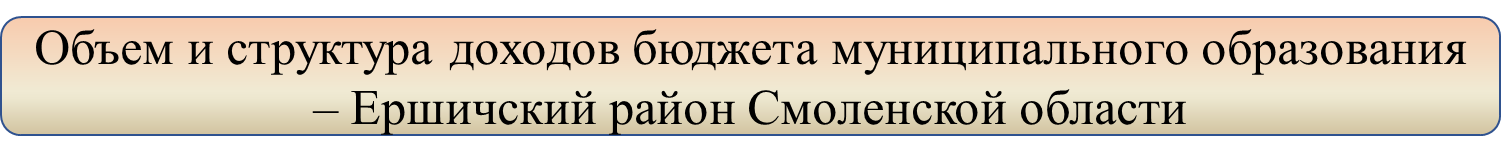 Объем и структура доходов бюджета муниципального образования
– Ершичский район Смоленской области